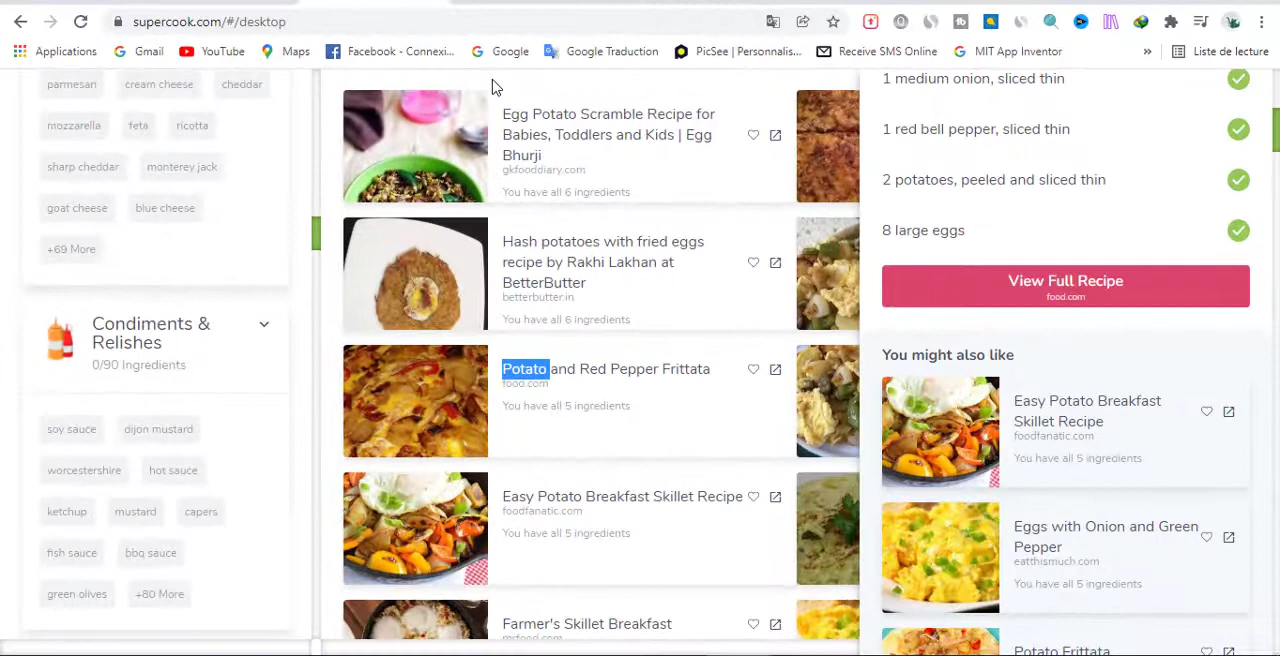 supercook.com/#/desktop
Applications
Gmail
YouTube
Maps
Facebook - Connexi...
Google
Google Traduction
PicSee | Personnalis...
Receive SMS Online
MIT App Inventor
»
Liste de lecture
parmesan
cream cheese
cheddar
mozzarella
feta
ricotta
sharp cheddar
monterey jack
goat cheese
blue cheese
+69 More
Condiments &
Relishes
0/90 Ingredients
soy sauce
dijon mustard
worcestershire
hot sauce
ketchup
mustard
capers
fish sauce
bbq sauce
green olives
+80 More
Egg Potato Scramble Recipe for
Babies, Toddlers and Kids | Egg
Bhurji
gkfooddiary.com
You have all 6 ingredients
Hash potatoes with fried eggs
recipe by Rakhi Lakhan at
BetterButter
betterbutter.in
You have all 6 ingredients
Potato and Red Pepper Frittata
food.com
You have all 5 ingredients
Easy Potato Breakfast Skillet Recipe
foodfanatic.com
You have all 5 ingredients
Farmer's Skillet Breakfast
mrfood.com
1 medium onion, sliced thin
1 red bell pepper, sliced thin
2 potatoes, peeled and sliced thin
8 large eggs
View Full Recipe
food.com
You might also like
Easy Potato Breakfast
Skillet Recipe
foodfanatic.com
You have all 5 ingredients
Eggs with Onion and Green
Pepper
eatthismuch.com
You have all 5 ingredients
Potato Frittata